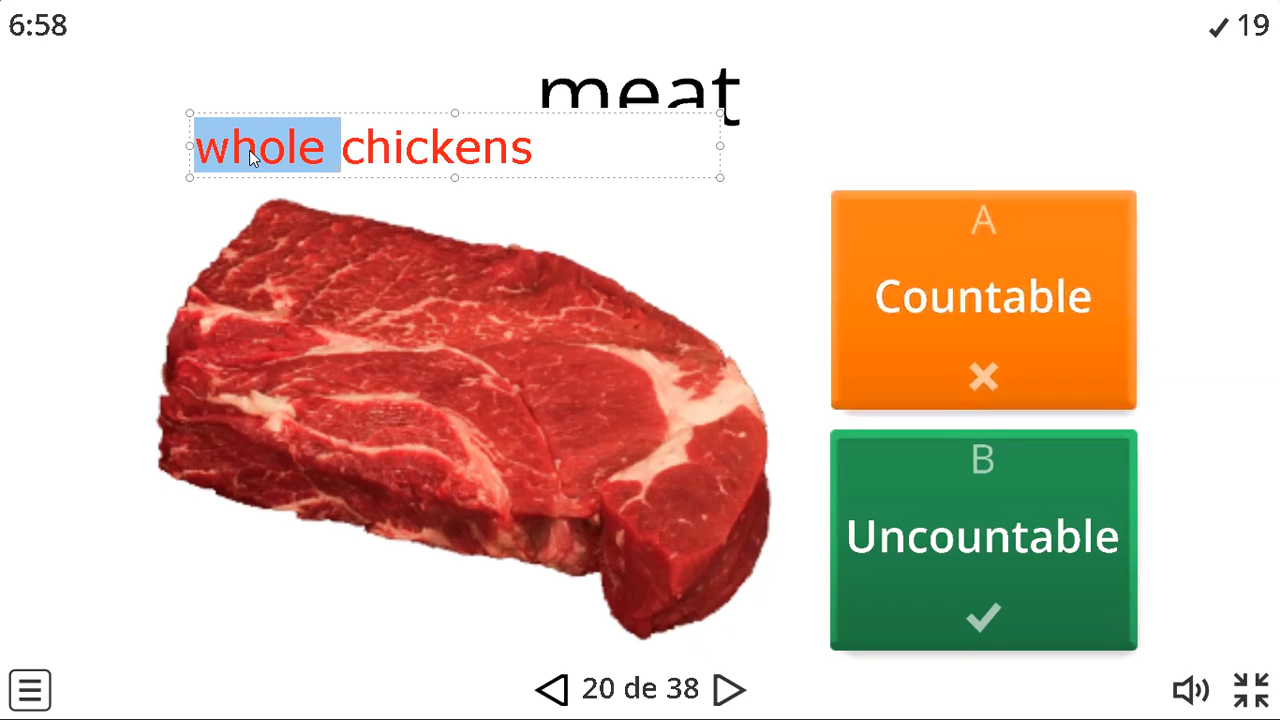 6:58
19
meat
whole chickens
A
Countable
B
Uncountable
20 de 38